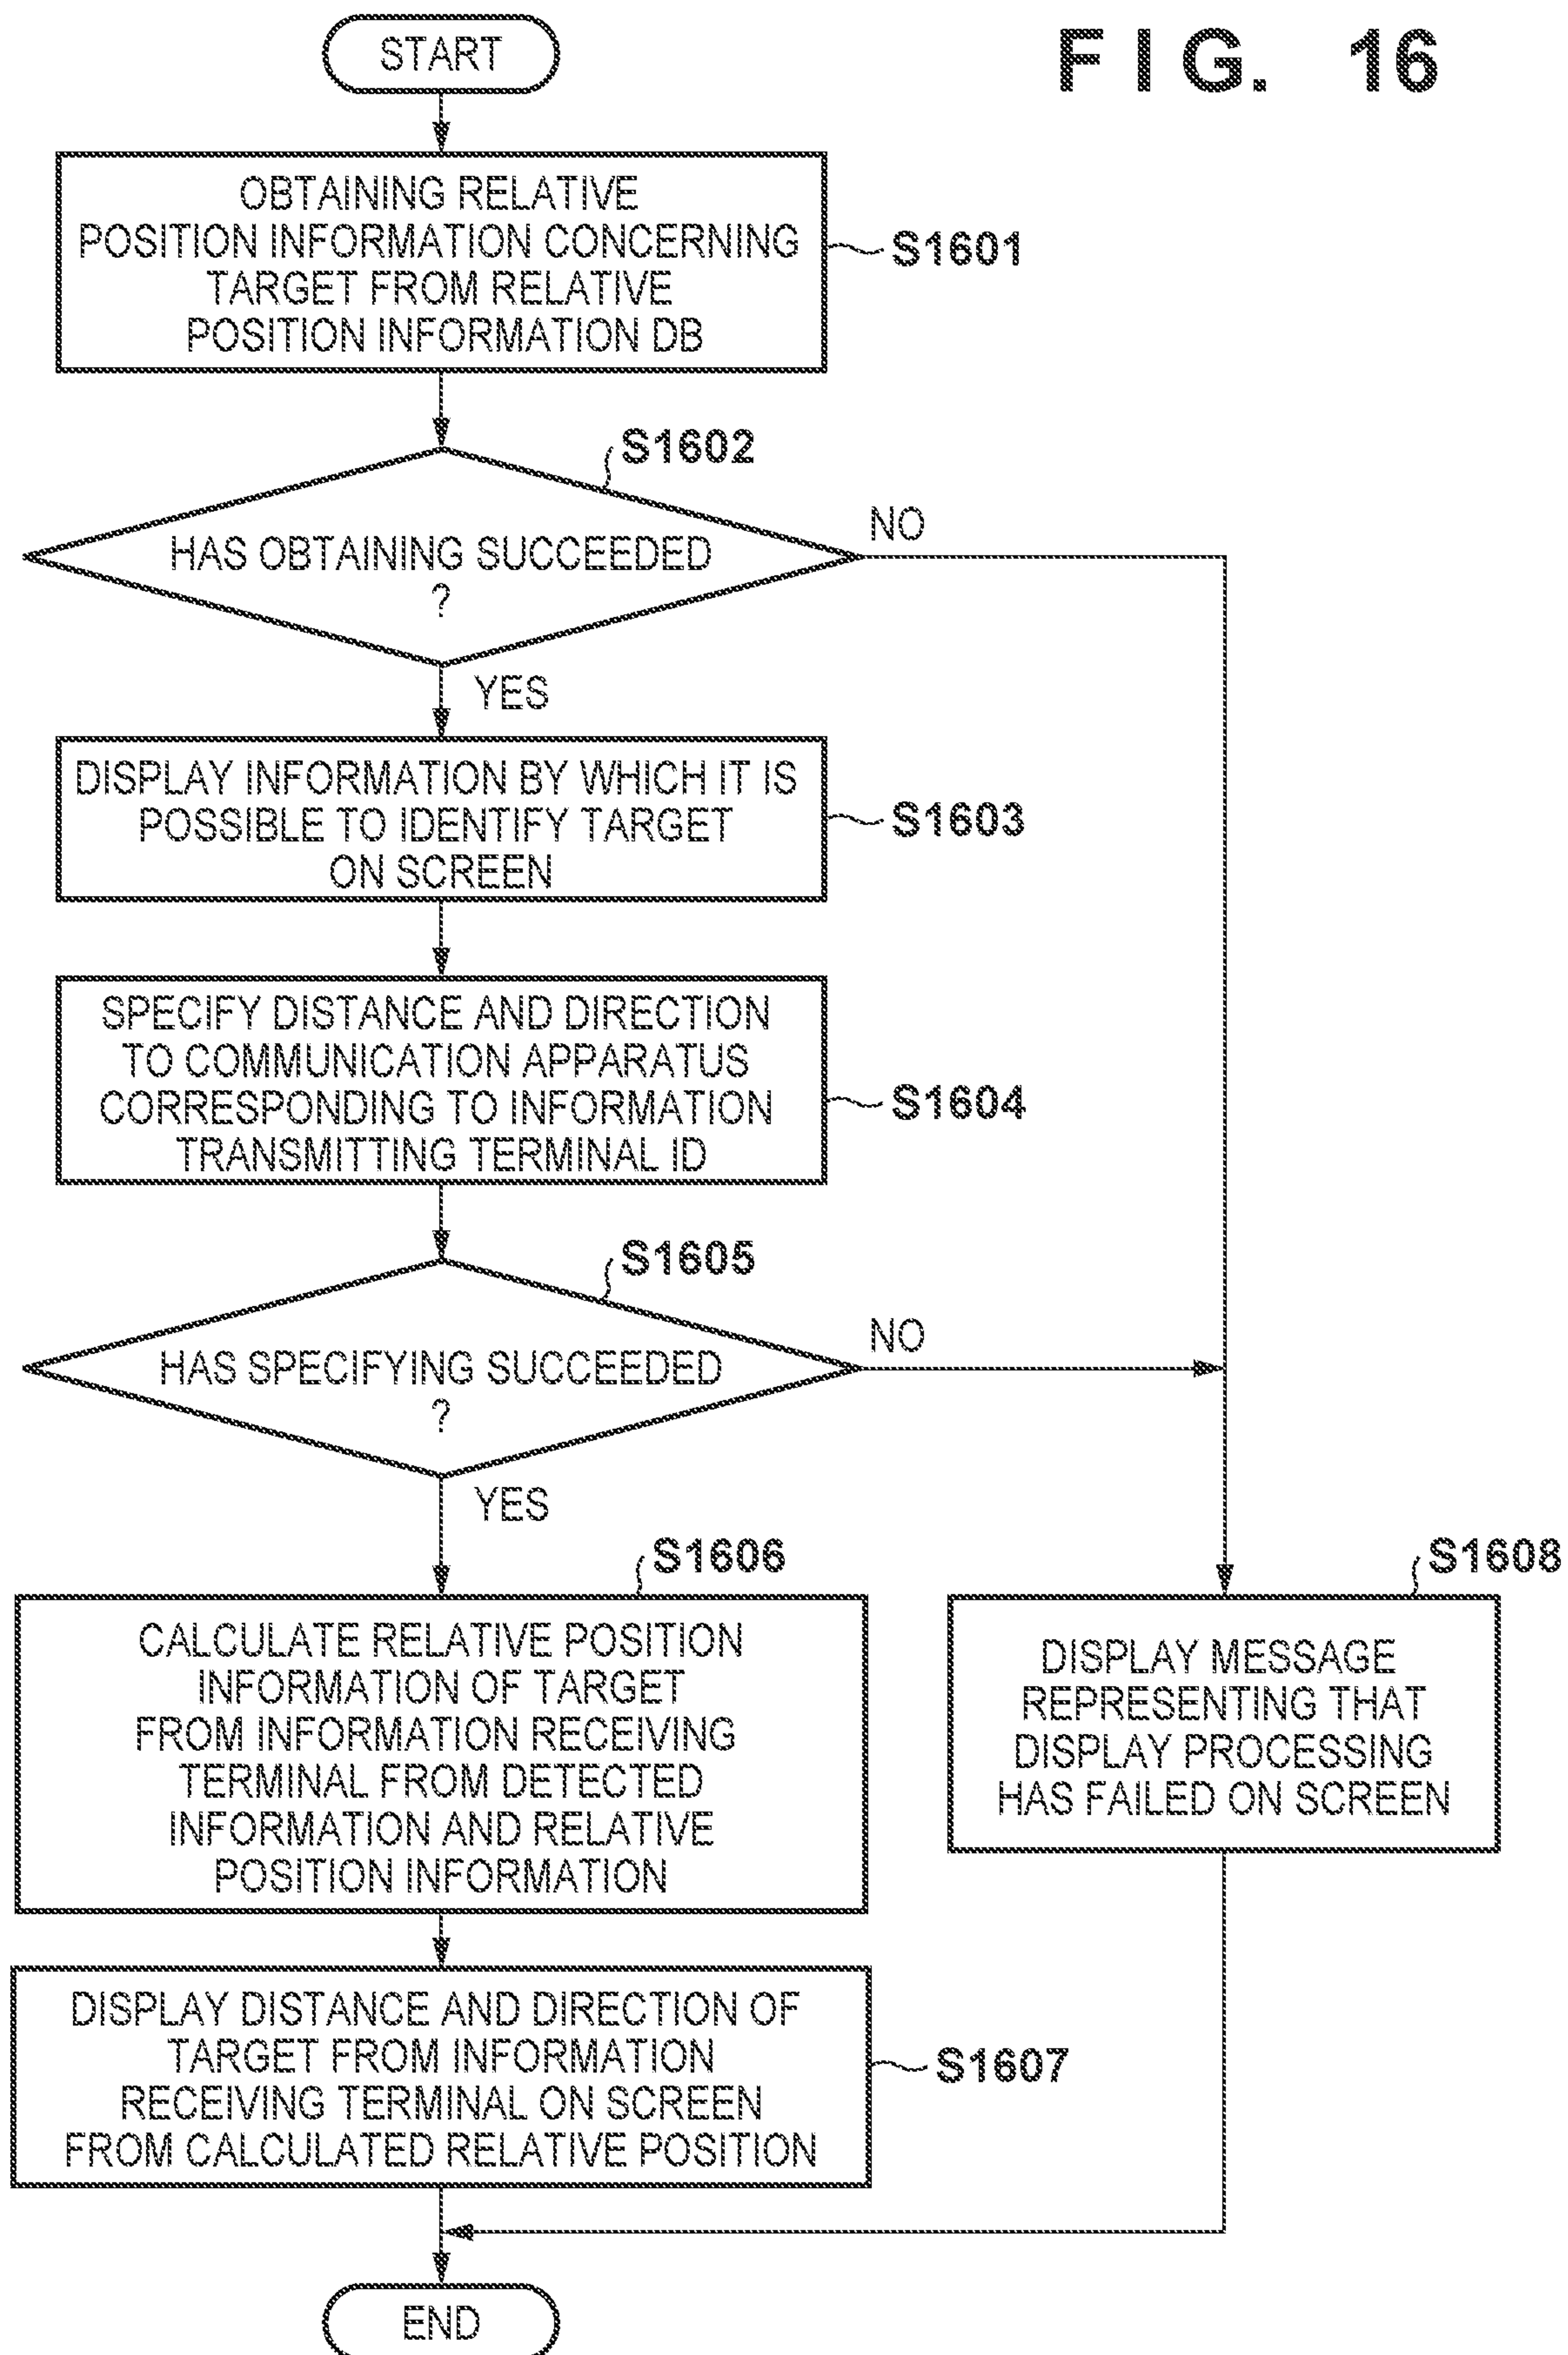 FIG. 16
START
OBTAINING RELATIVE
POSITION INFORMATION CONCERNING
TARGET FROM RELATIVE
POSITION INFORMATION DB
S1601
S1602
HAS OBTAINING SUCCEEDED
?
NO
YES
DISPLAY INFORMATION BY WHICH IT IS
POSSIBLE TO IDENTIFY TARGET
ON SCREEN
S1603
SPECIFY DISTANCE AND DIRECTION
TO COMMUNICATION APPARATUS
CORRESPONDING TO INFORMATION
TRANSMITTING TERMINAL ID
S1604
S1605
HAS SPECIFYING SUCCEEDED
?
NO
YES
S1606
CALCULATE RELATIVE POSITION
INFORMATION OF TARGET
FROM INFORMATION RECEIVING
TERMINAL FROM DETECTED
INFORMATION AND RELATIVE
POSITION INFORMATION
S1608
DISPLAY MESSAGE
REPRESENTING THAT
DISPLAY PROCESSING
HAS FAILED ON SCREEN
DISPLAY DISTANCE AND DIRECTION OF
TARGET FROM INFORMATION
RECEIVING TERMINAL ON SCREEN
FROM CALCULATED RELATIVE POSITION
S1607
END